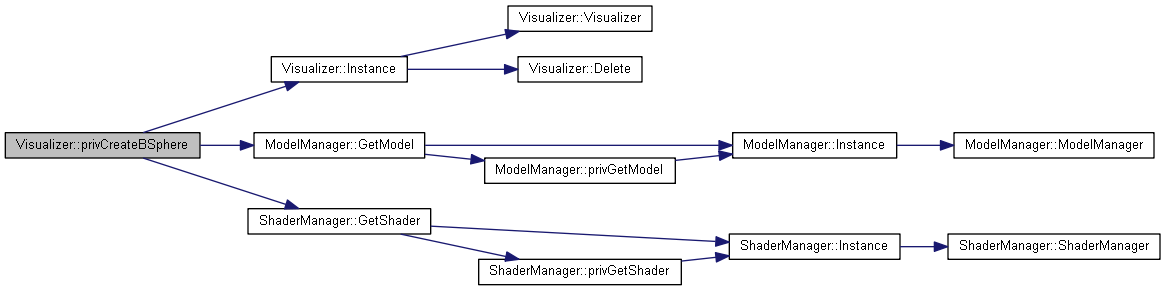 Visualizer::Visualizer
Visualizer::Instance
Visualizer::Delete
Visualizer::privCreateBSphere
ModelManager::GetModel
ModelManager::Instance
ModelManager::ModelManager
ModelManager::privGetModel
ShaderManager::GetShader
ShaderManager::Instance
ShaderManager::ShaderManager
ShaderManager::privGetShader